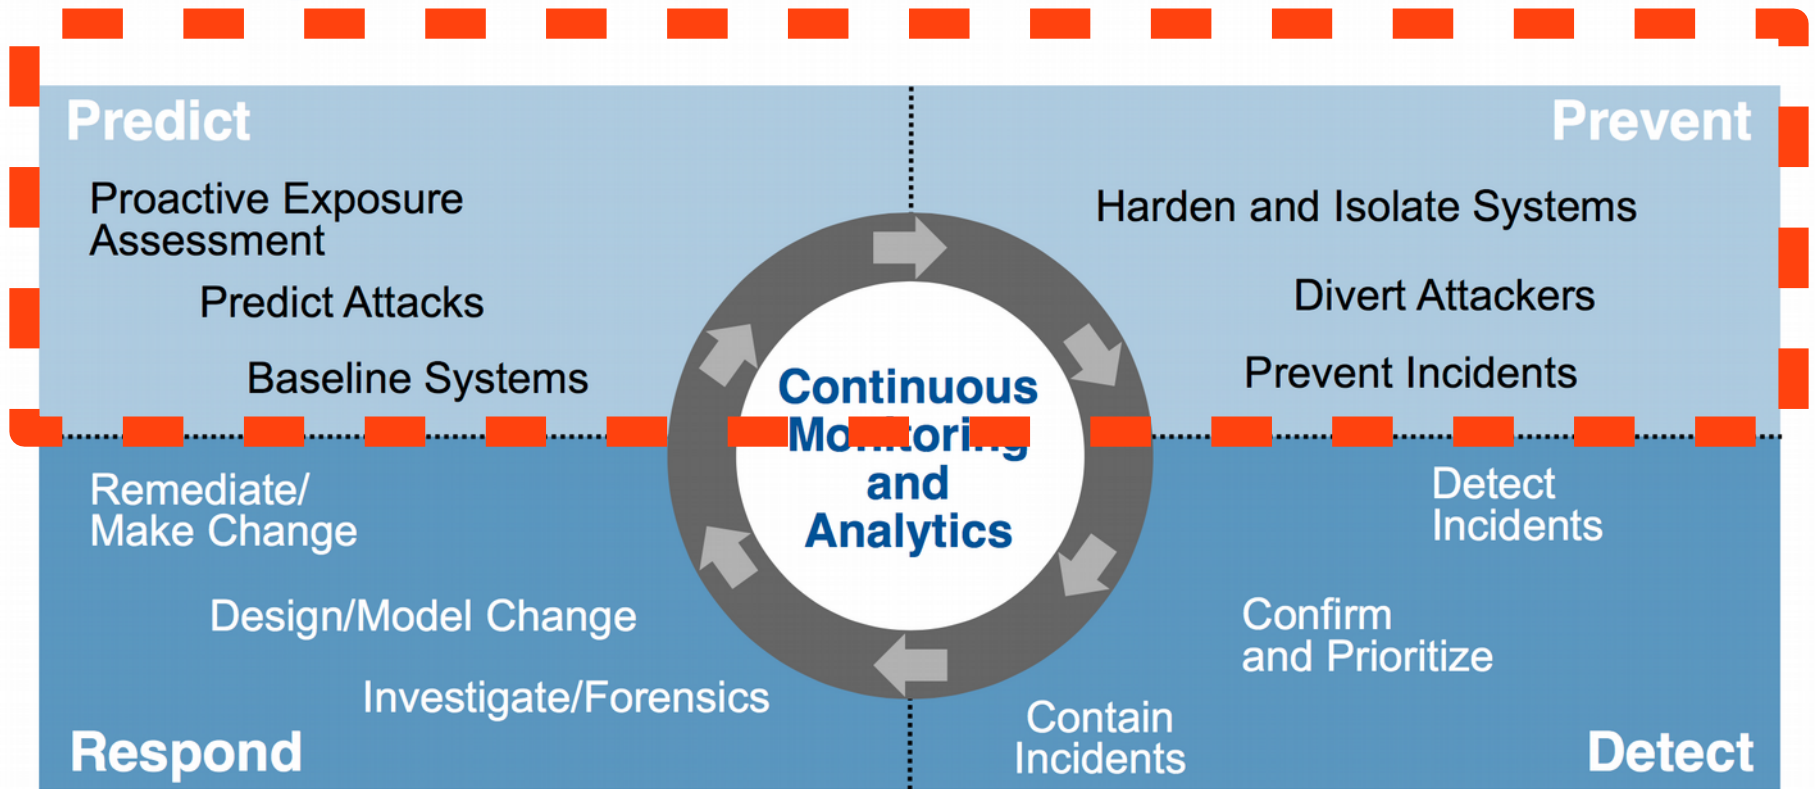 Predict
Proactive Exposure
Assessment
Predict Attacks
Baseline Systems
Prevent
Harden and Isolate Systems
Divert Attackers
Prevent Incidents
Continuous
Monitoring
and
Analytics
Remediate/
Make Change
Design/Model Change
Investigate/Forensics
Respond
Detect
Incidents
Confirm
and Prioritize
Contain
Incidents
Detect